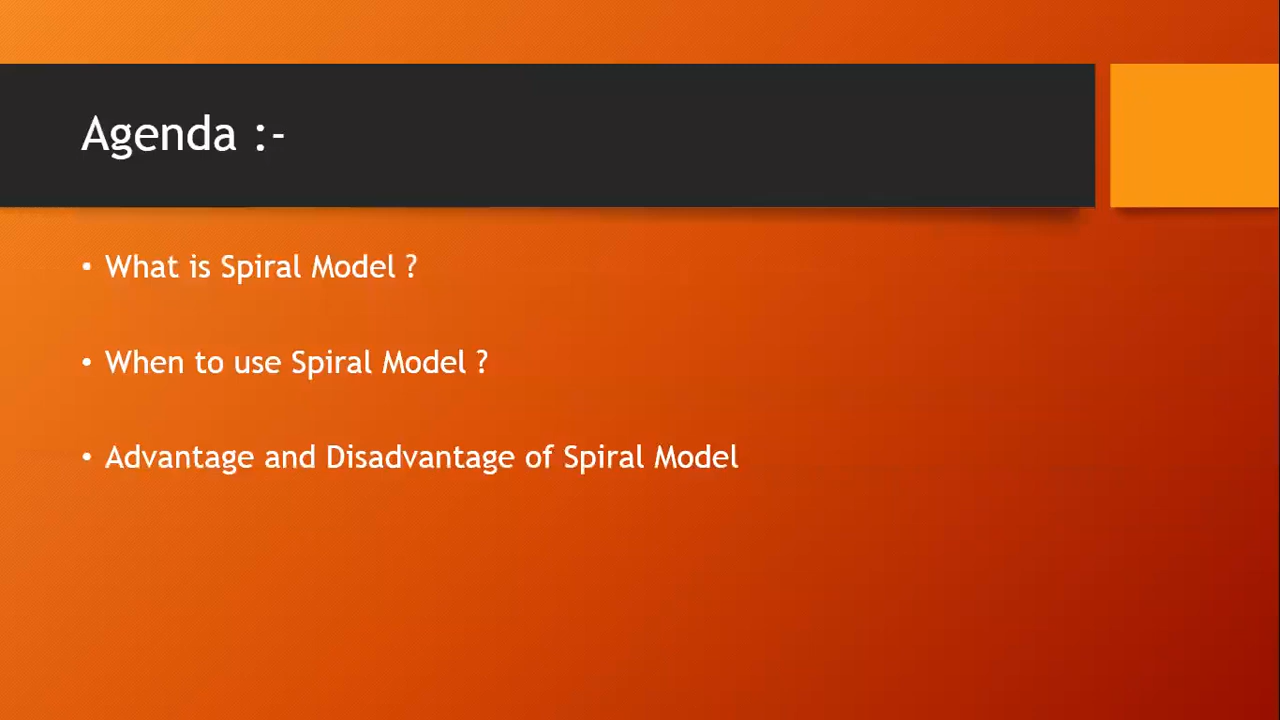 Agenda :-
• What is Spiral Model ?
• When to use Spiral Model ?
• Advantage and Disadvantage of Spiral Model